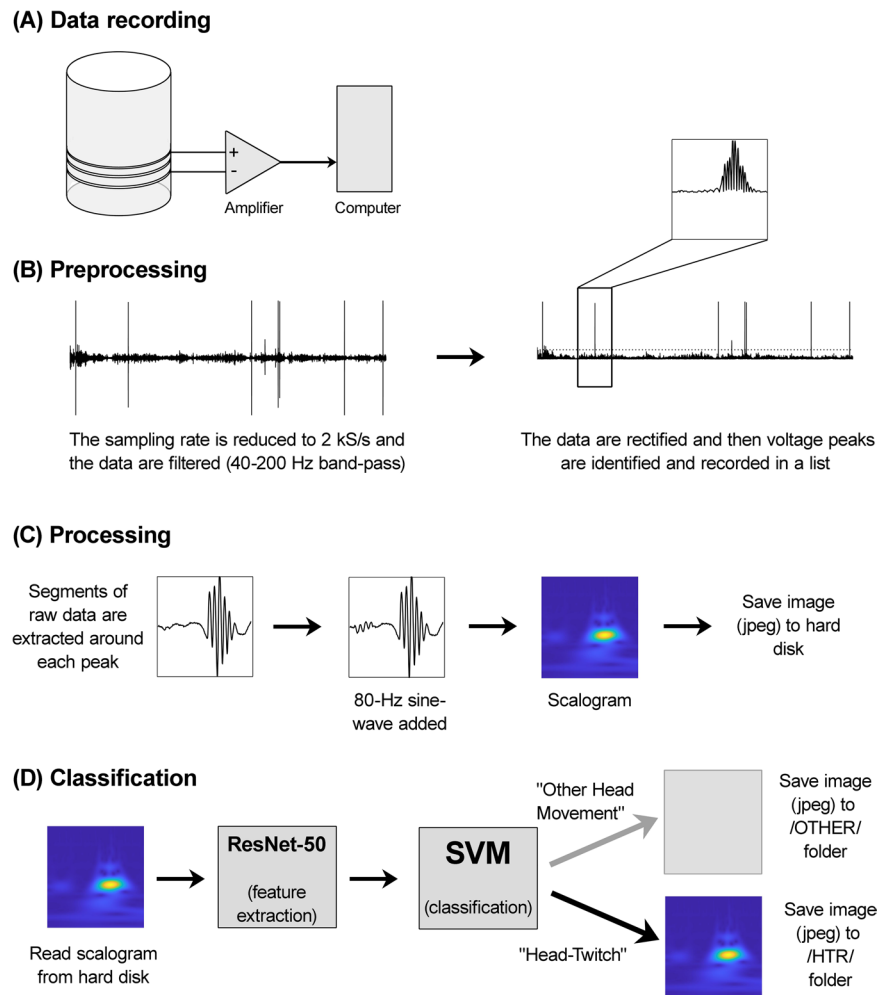 (A) Data recording
+
-
Amplifier
Computer
(B) Preprocessing
The sampling rate is reduced to 2 kS/s and
the data are filtered (40-200 Hz band-pass)
The data are rectified and then voltage peaks
are identified and recorded in a list
(C) Processing
Segments of
raw data are
extracted around
each peak
80-Hz sine-
wave added
Scalogram
Save image
(jpeg) to hard
disk
(D) Classification
Read scalogram
from hard disk
ResNet-50
(feature
extraction)
SVM
(classification)
"Other Head
Movement"
"Head-Twitch"
Save image
(jpeg) to
/OTHER/
folder
Save image
(jpeg) to
/HTR/
folder